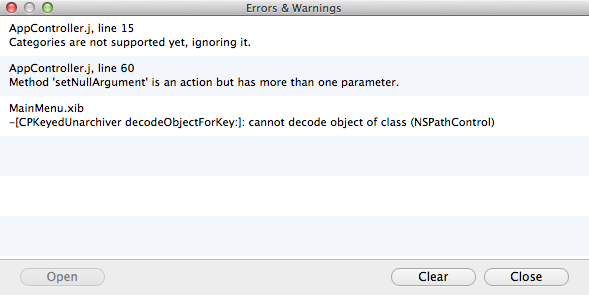 Errors & Warnings
AppController.j, line 15
Categories are not supported yet, ignoring it.
AppController.j, line 60
Method 'setNullArgument' is an action but has more than one parameter.
MainMenu.xib
-[CPKeyedUnarchiver decodeObjectForKey:]: cannot decode object of class (NSPathControl)
Open Clear Close